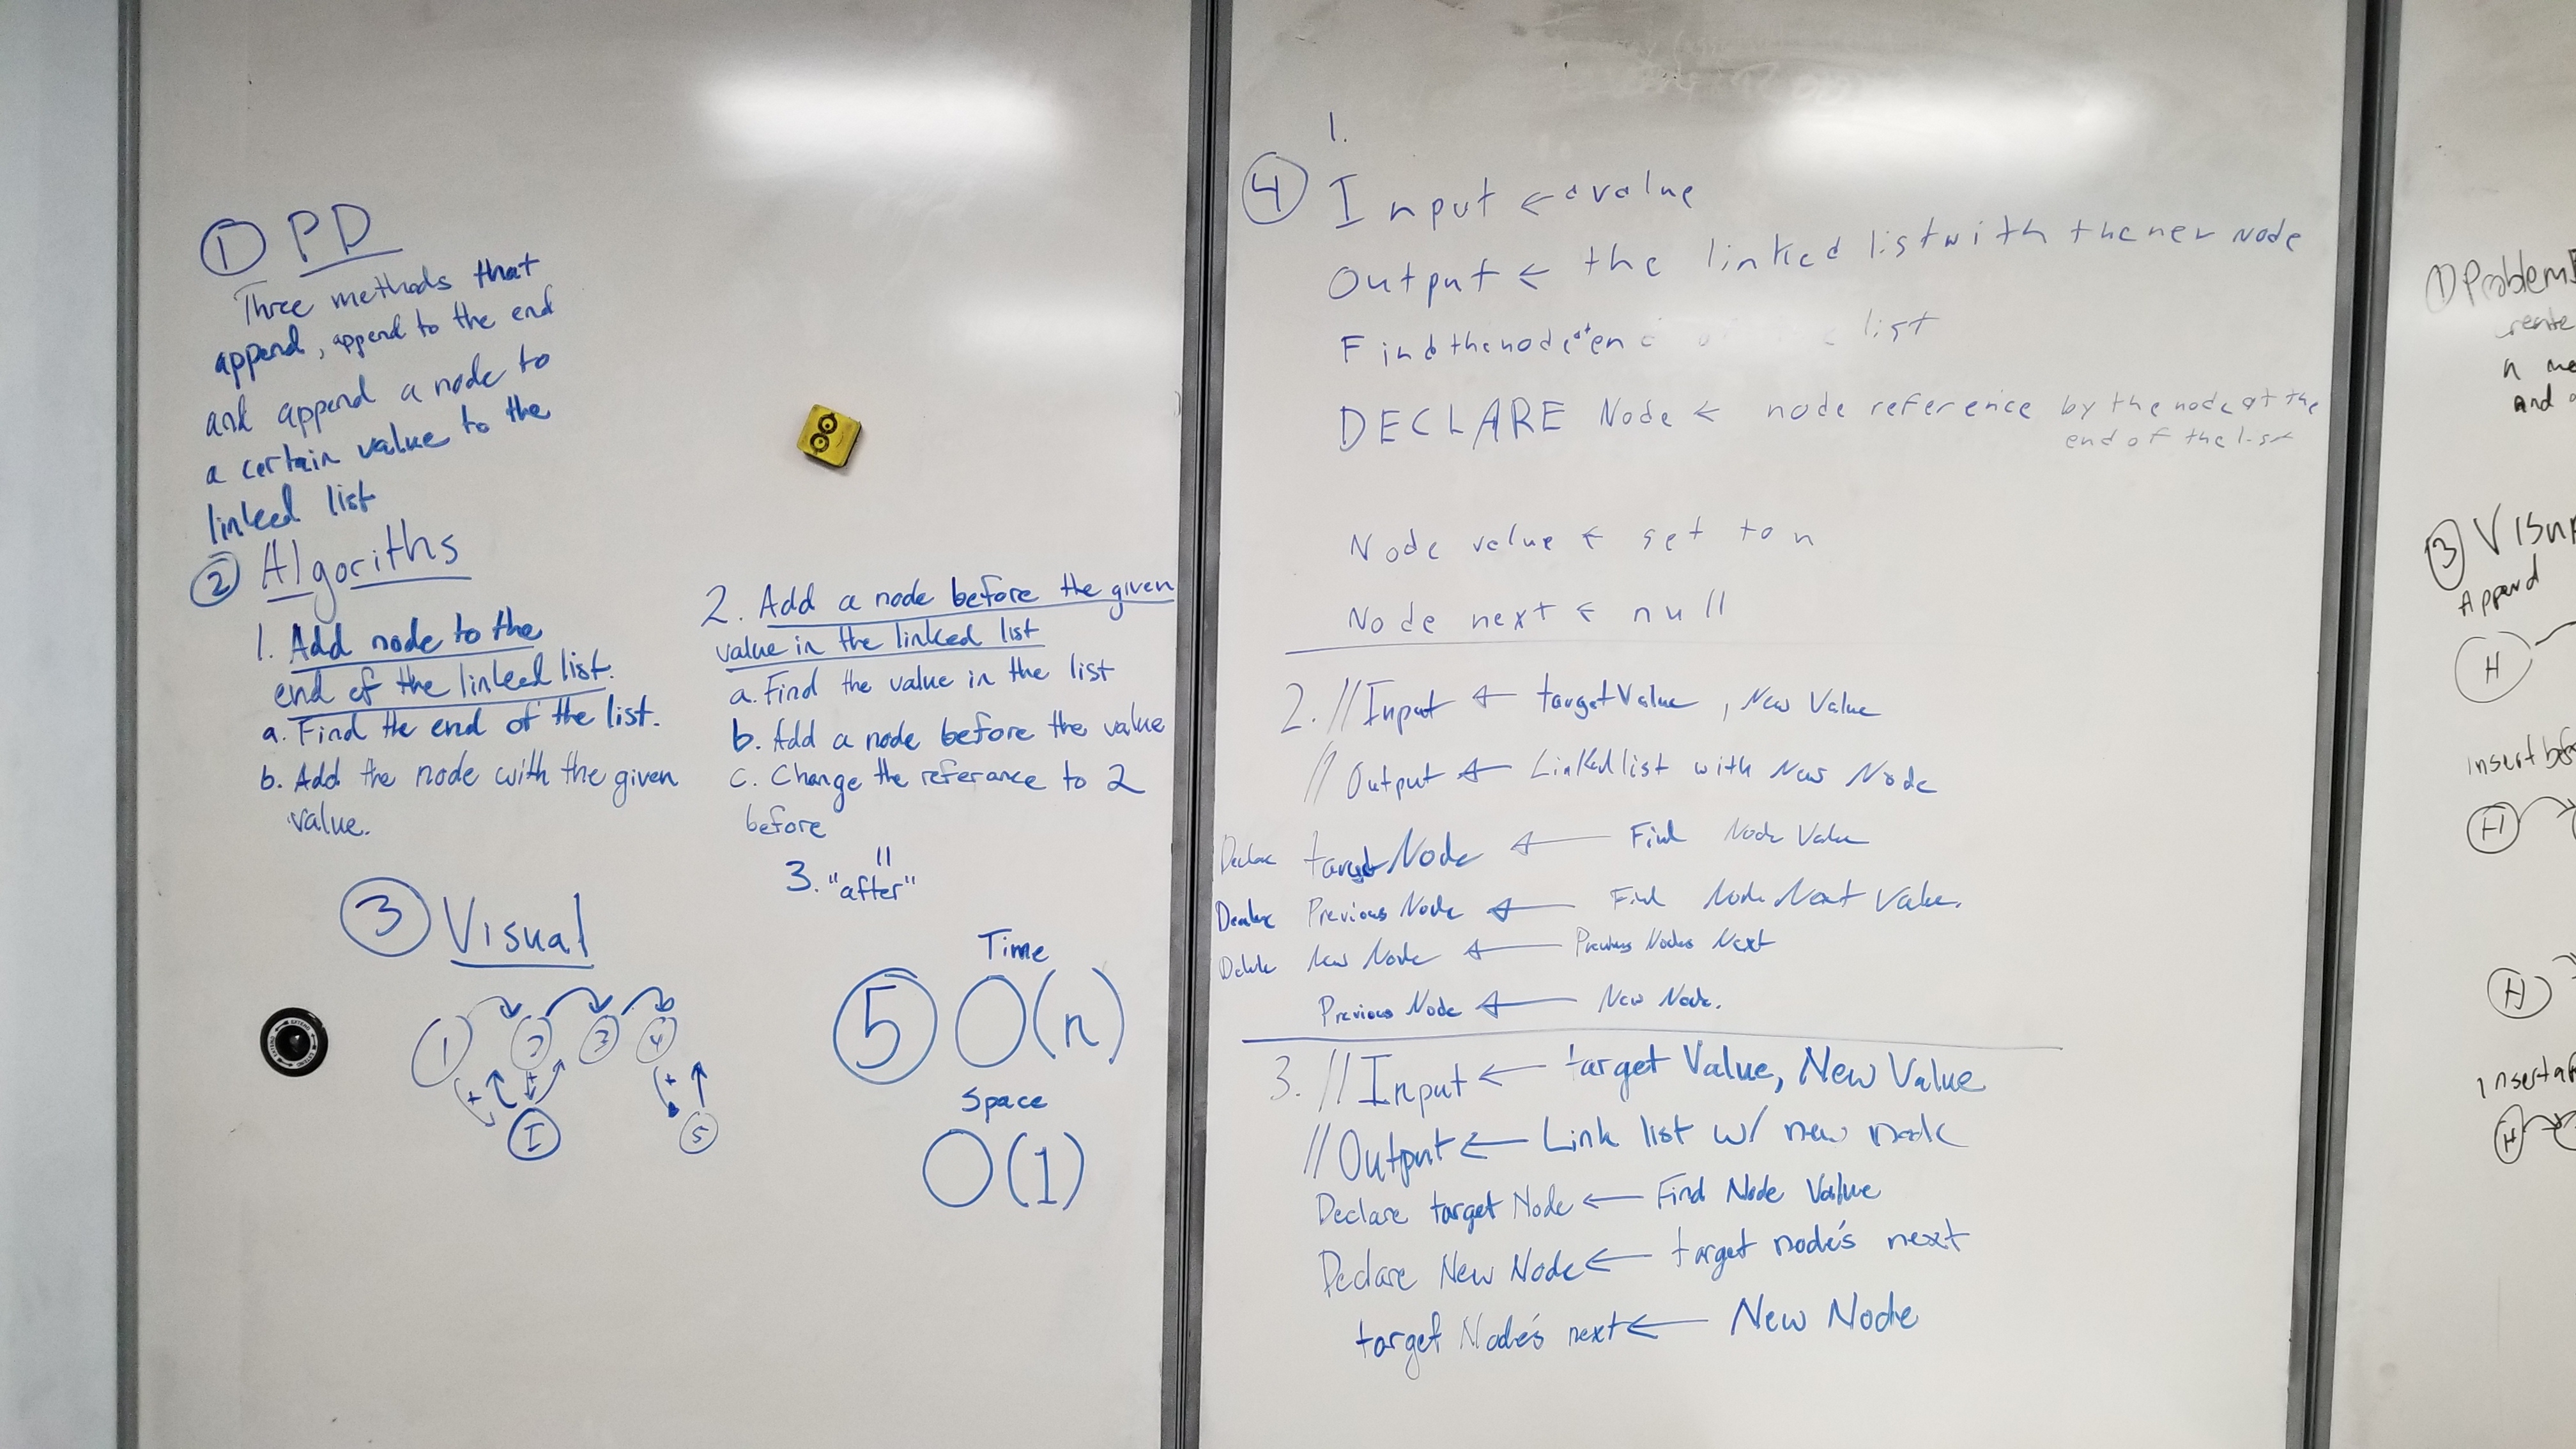 ① PD
Three methods that
append, append to the end
and append a node to
a certain value to the
linked list
② Algoriths
1. Add node to the
end of the linked list.
a. Find the end of the list.
b. Add the node with the given
value.
2. Add a node before the given
value in the linked list
a. Find the value in the list
b. Add a node before the value
c. Change the referance to 2
before
3. "after"
③ Visual
1 2 3 4
I 5
Time
⑤ O(n)
Space
O(1)
1.
④ Input ← a value
Output ← the linked list with the new node
Find the node at en list
DECLARE Node ← node reference by the node at the
end of the list
Node value ← set to n
Node next ← null
2. // Input ← target Value, New Value
// Output ← Linked list with New Node
Declare target Node ← Find Node Value
Declare Previous Node ← Find Node Next Value.
New Node ← Previous Nodes Next
Previous Node ← New Node.
3. // Input ← target Value, New Value
// Output ← Link list w/ new node
Declare target Node ← Find Node Value
Declare New Node ← target node's next
target Node's next ← New Node
① Problem
n me
and
③ Visu
Append
H
insert bef
H
H
Insert af
H